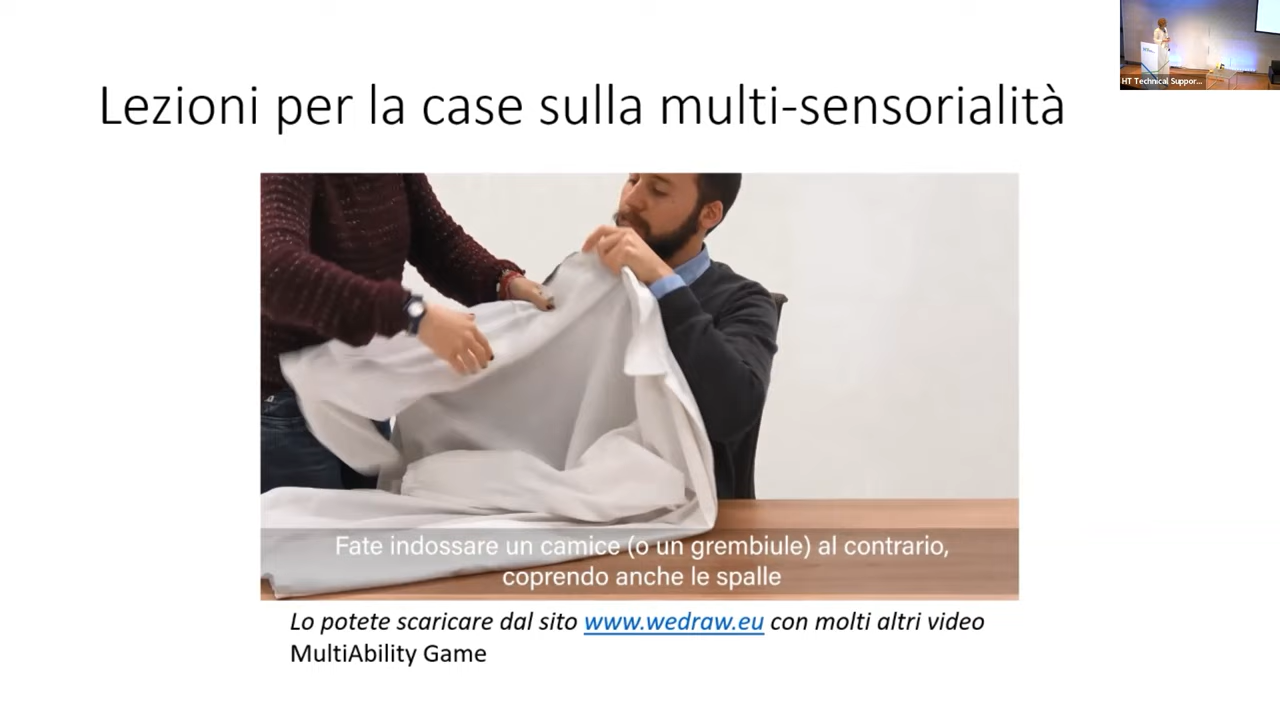 HT Technical Suppor...
Lezioni per la case sulla multi-sensorialità
Fate indossare un camice (o un grembiule) al contrario,
coprendo anche le spalle
Lo potete scaricare dal sito www.wedraw.eu con molti altri video
MultiAbility Game